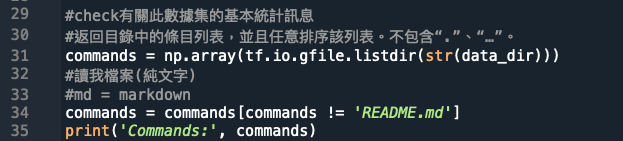 29 #check有關此數據集的基本統計訊息
30 #返回目錄中的條目列表，並且任意排序該列表。不包含“.”、“…”。
31 commands = np.array(tf.io.gfile.listdir(str(data_dir)))
32 #讀我檔案(純文字)
33 #md = markdown
34 commands = commands[commands != 'README.md']
35 print('Commands:', commands)